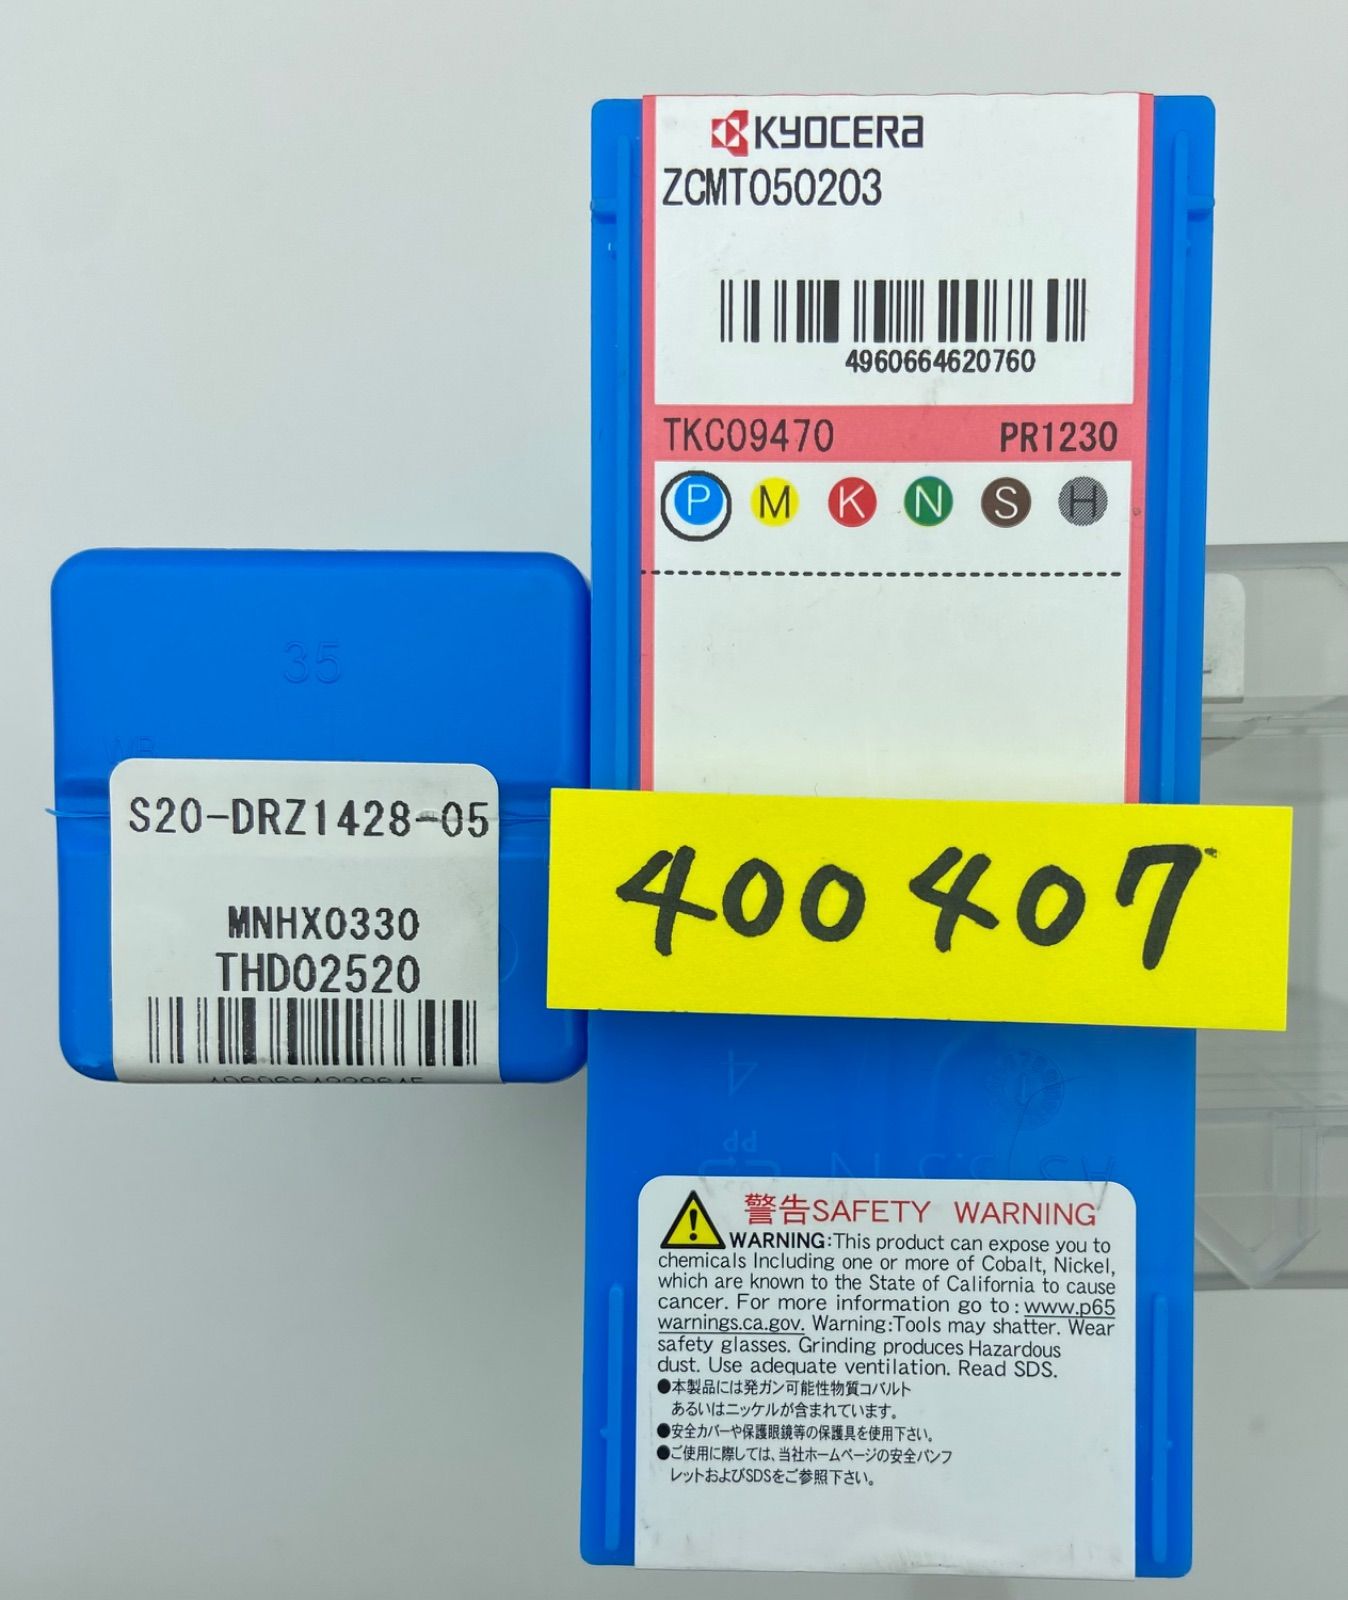 KYOCERA
ZCMT050203
4960664620760
TKC09470 PR1230
P M K N S H
35
S20-DRZ1428-05
MNHX0330
THD02520
400407
4
PP
警告SAFETY WARNING
WARNING:This product can expose you to
chemicals Including one or more of Cobalt, Nickel,
which are known to the State of California to cause
cancer. For more information go to : www.p65
warnings.ca.gov. Warning:Tools may shatter. Wear
safety glasses. Grinding produces Hazardous
dust. Use adequate ventilation. Read SDS.
●本製品には発ガン可能性物質コバルト
あるいはニッケルが含まれています。
●安全カバーや保護眼鏡等の保護具を使用下さい。
●ご使用に際しては、当社ホームページの安全パンフ
レットおよびSDSをご参照下さい。